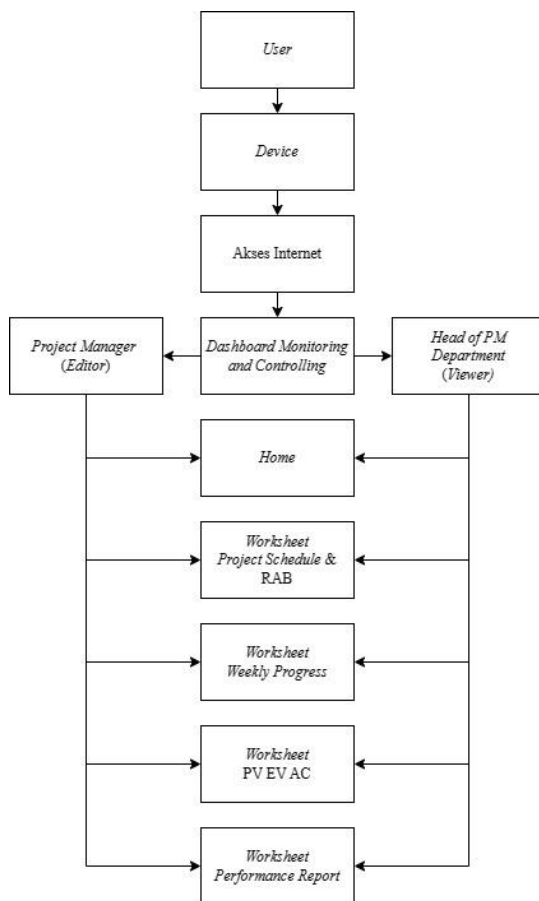 User
Device
Akses Internet
Project Manager
(Editor)
Dashboard Monitoring
and Controlling
Head of PM
Department
(Viewer)
Home
Worksheet
Project Schedule &
RAB
Worksheet
Weekly Progress
Worksheet
PV EV AC
Worksheet
Performance Report